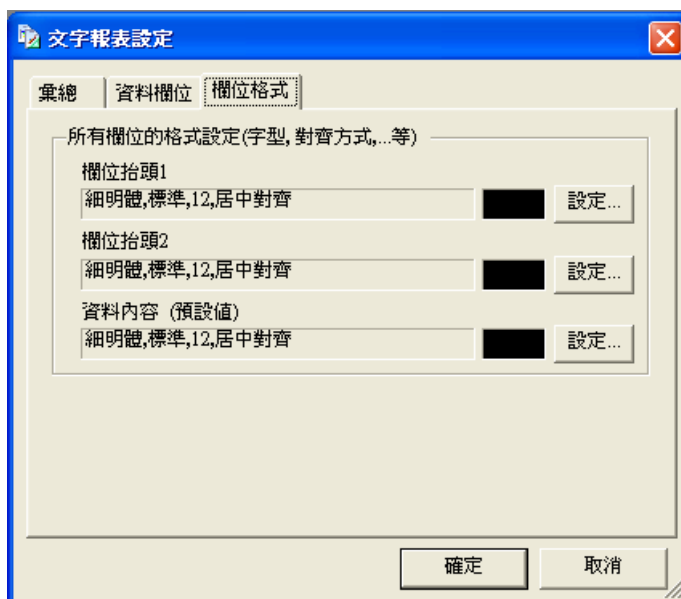 文字報表設定
彙總 資料欄位 欄位格式
所有欄位的格式設定(字型,對齊方式,...等)
欄位抬頭1
細明體,標準,12,居中對齊 設定...
欄位抬頭2
細明體,標準,12,居中對齊 設定...
資料內容 (預設值)
細明體,標準,12,居中對齊 設定...
確定 取消